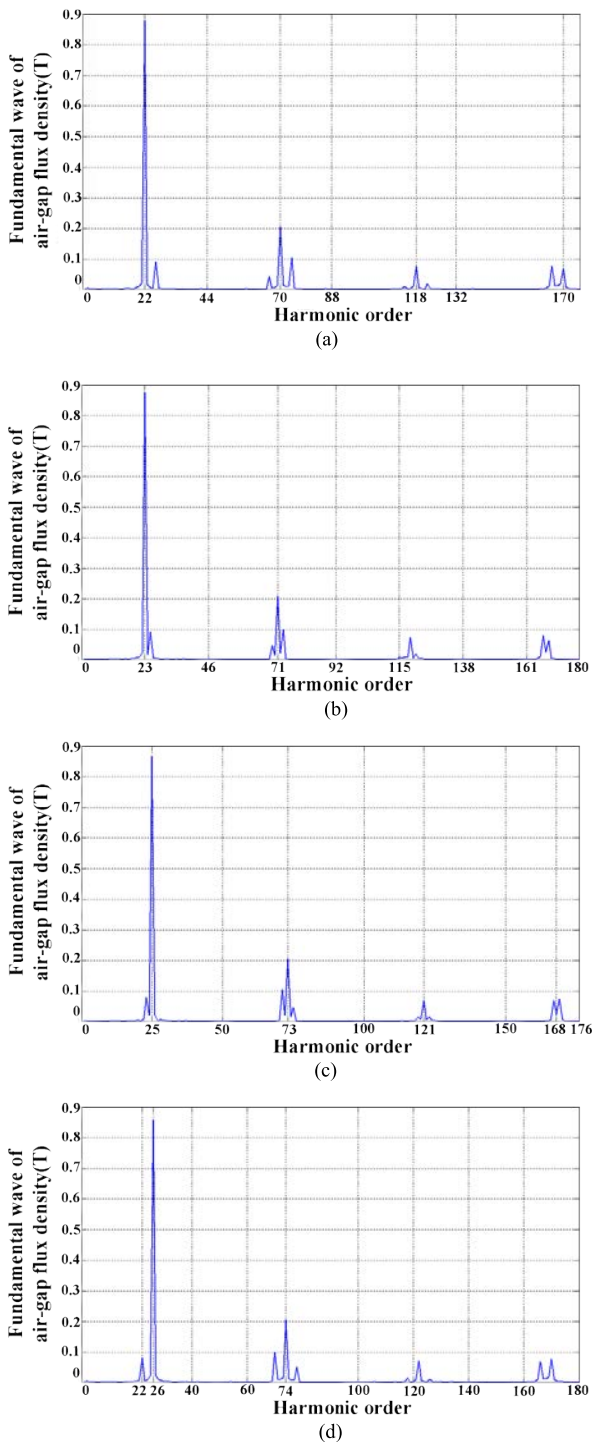 Fundamental wave of
air-gap flux density(T)
0.9
0.8
0.7
0.6
0.5
0.4
0.3
0.2
0.1
0
0 22 44 70 88 118 132 170
Harmonic order
(a)
Fundamental wave of
air-gap flux density(T)
0.9
0.8
0.7
0.6
0.5
0.4
0.3
0.2
0.1
0
0 23 46 71 92 115 138 161 180
Harmonic order
(b)
Fundamental wave of
air-gap flux density(T)
0.9
0.8
0.7
0.6
0.5
0.4
0.3
0.2
0.1
0
0 25 50 73 100 121 150 168 176
Harmonic order
(c)
Fundamental wave of
air-gap flux density(T)
0.9
0.8
0.7
0.6
0.5
0.4
0.3
0.2
0.1
0
0 22 26 40 60 74 100 120 140 160 180
Harmonic order
(d)